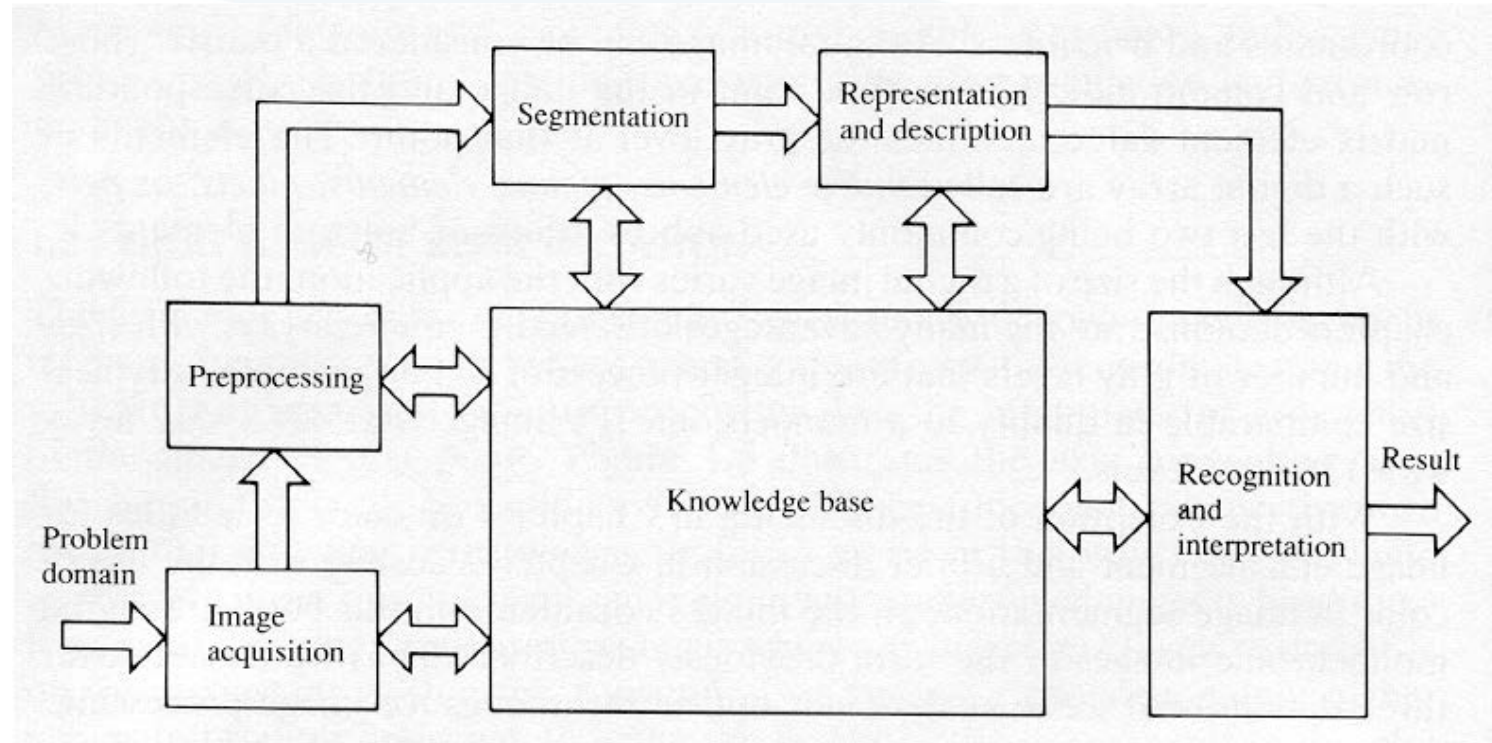 Problem
domain
Image
acquisition
Preprocessing
Segmentation
Representation
and description
Knowledge base
Recognition
and
interpretation
Result